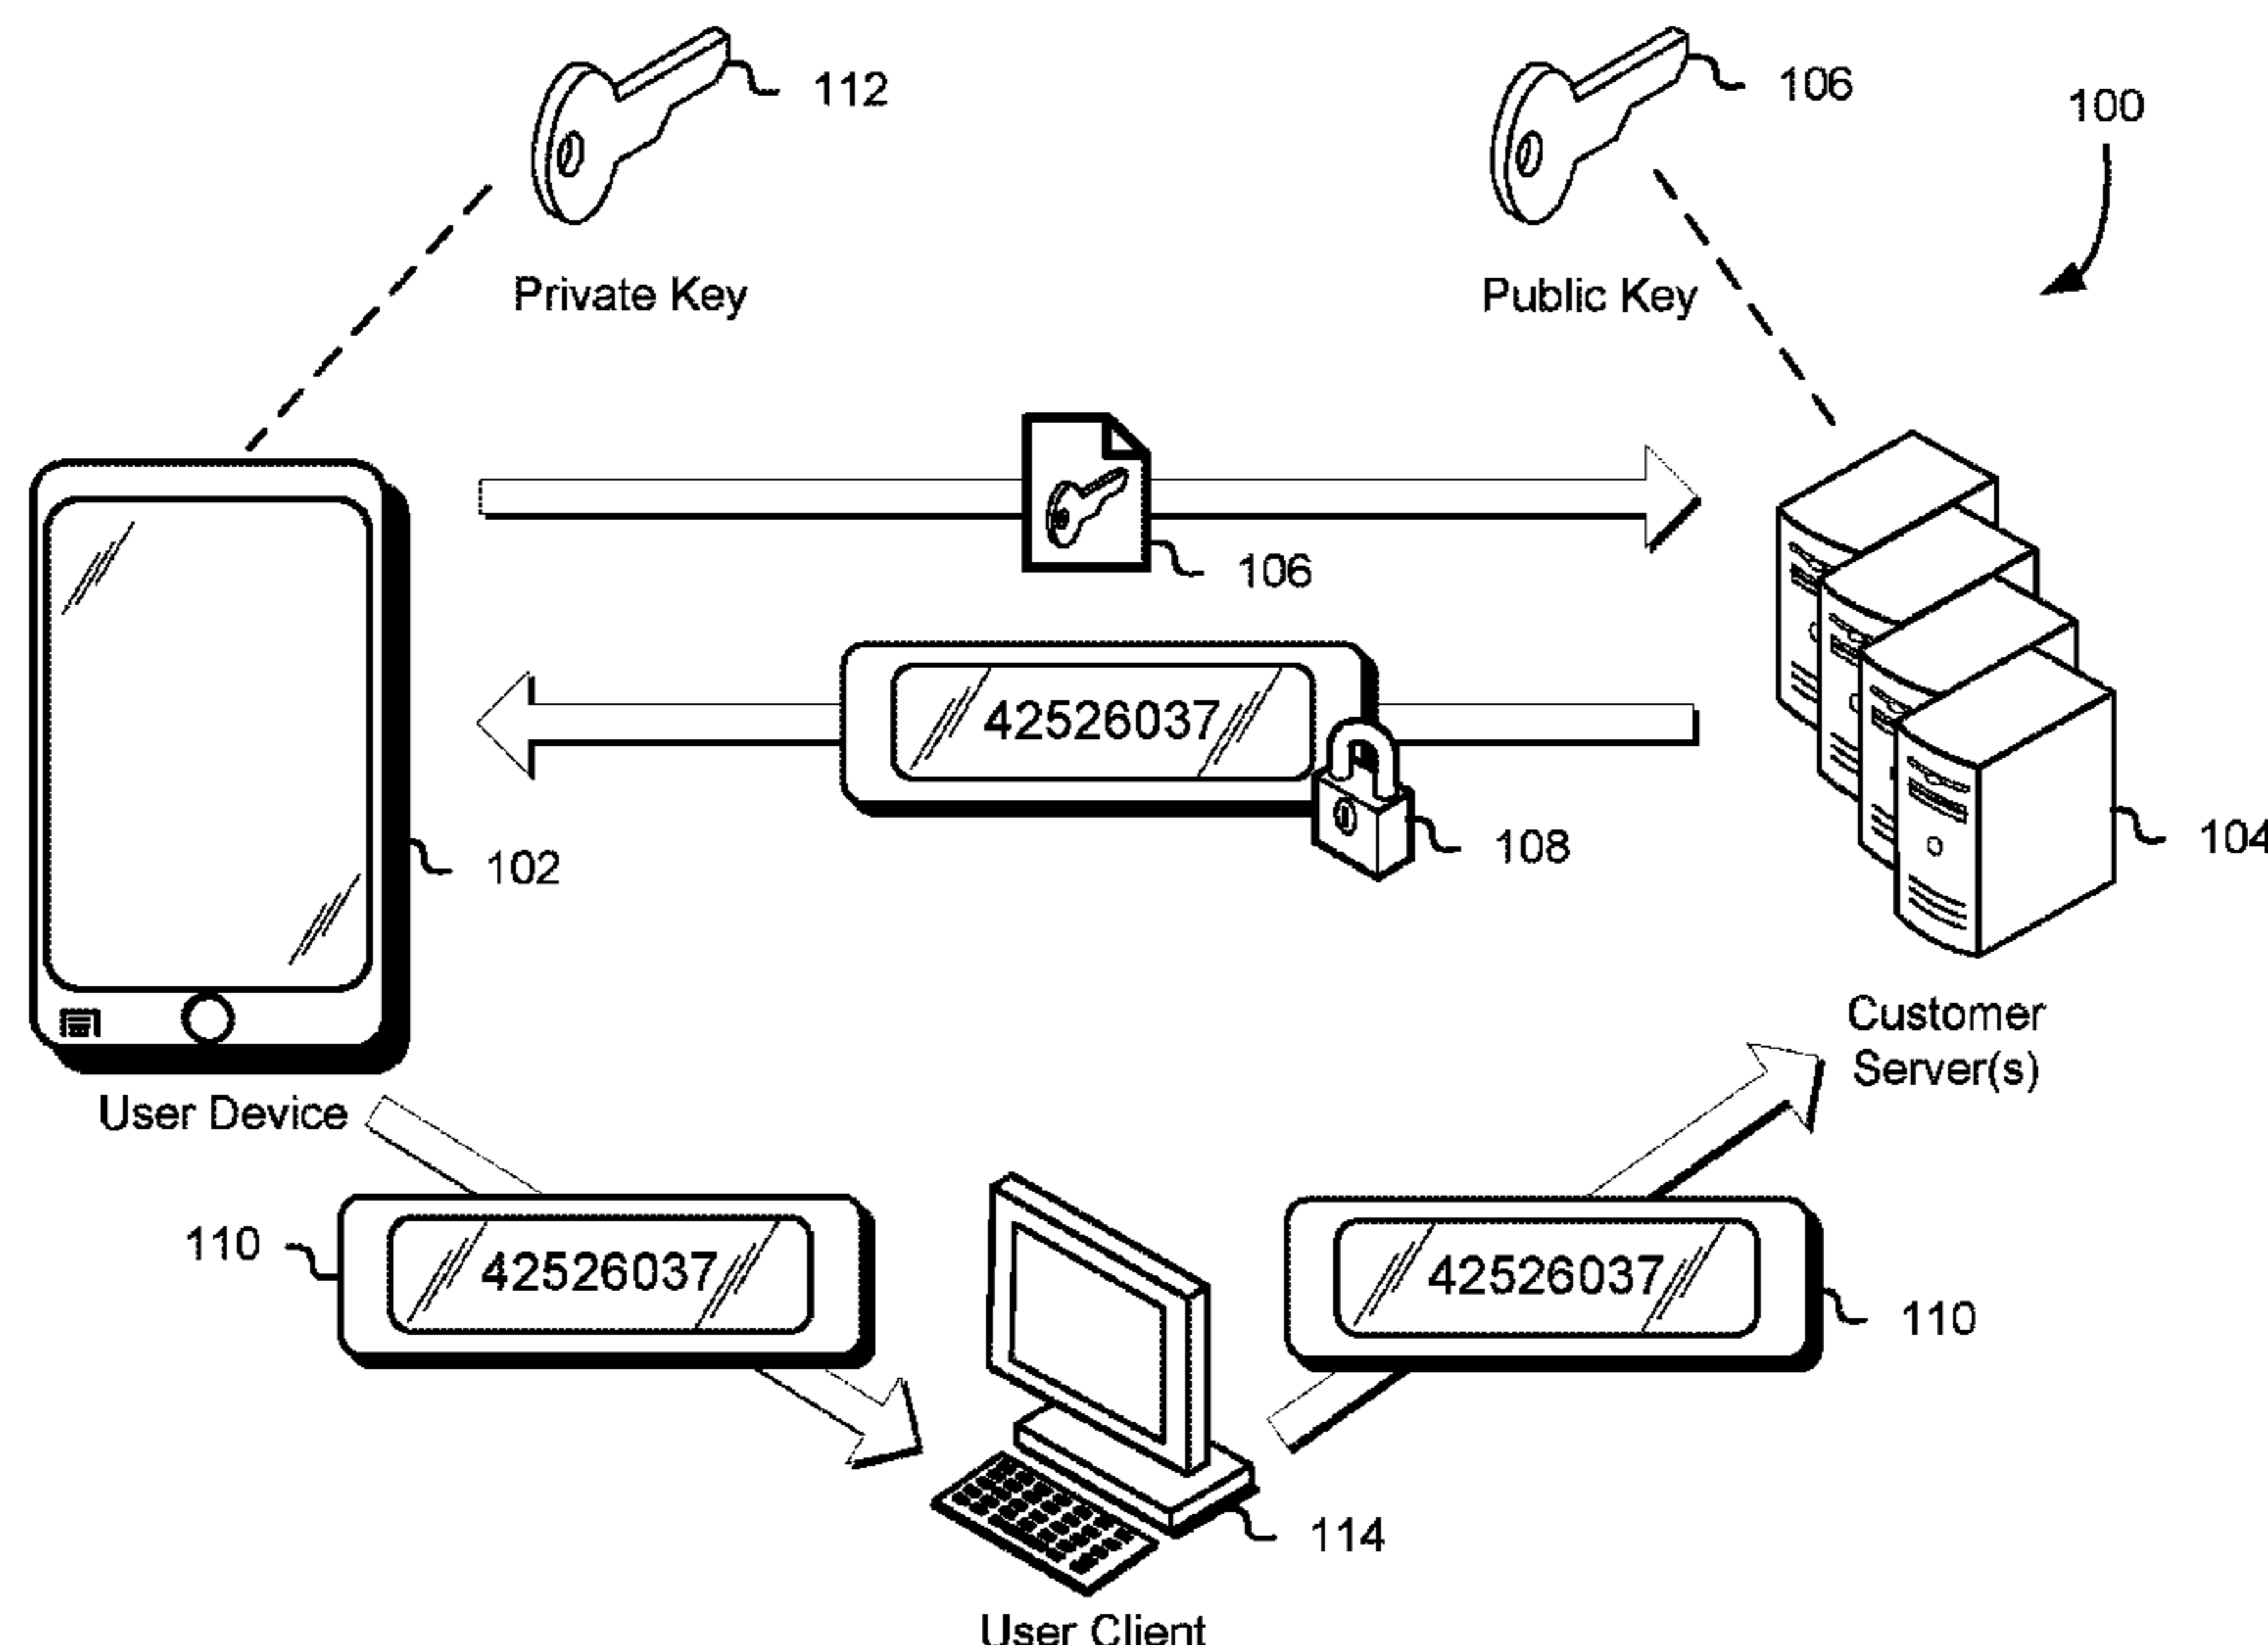 112
106
100
Private Key
Public Key
106
42526037
108
104
102
Customer
Server(s)
User Device
110
42526037
42526037
110
114
User Client